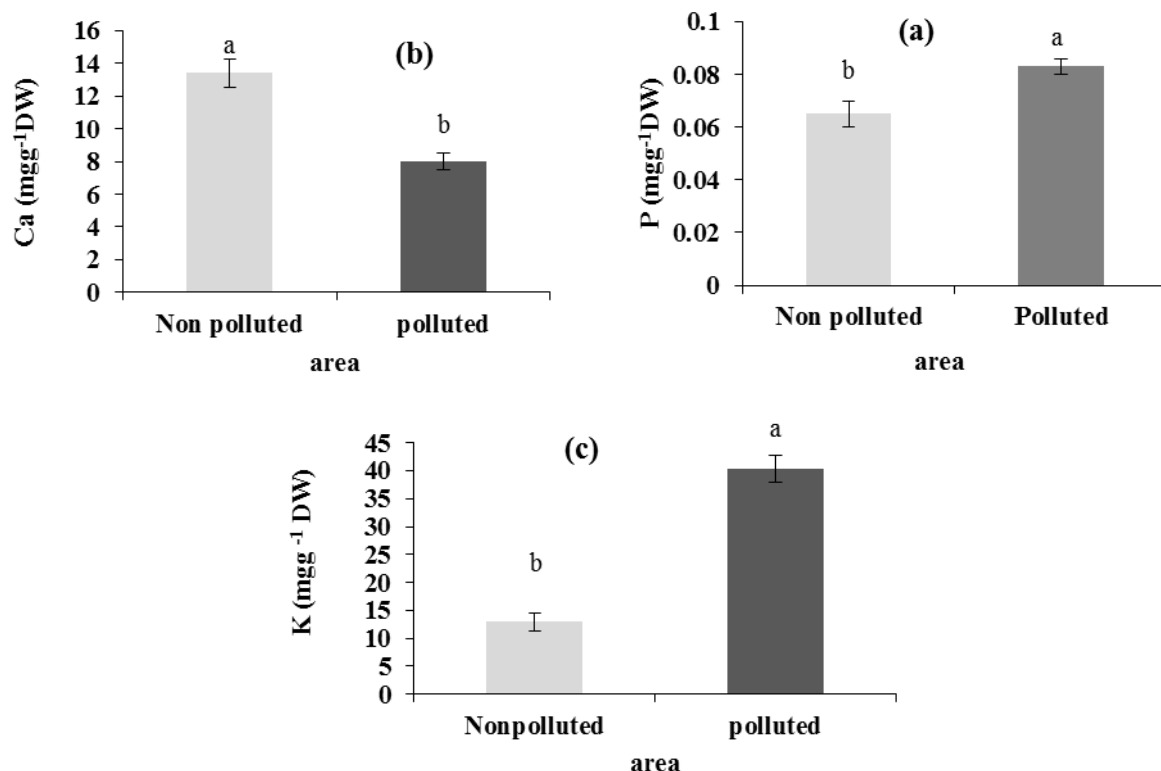 (b)
Ca (mgg⁻¹DW)
16
14
12
10
8
6
4
2
0
a
b
Non polluted polluted
area
(a)
P (mgg⁻¹DW)
0.1
0.08
0.06
0.04
0.02
0
b
a
Non polluted Polluted
area
(c)
K (mgg⁻¹ DW)
45
40
35
30
25
20
15
10
5
0
b
a
Nonpolluted polluted
area